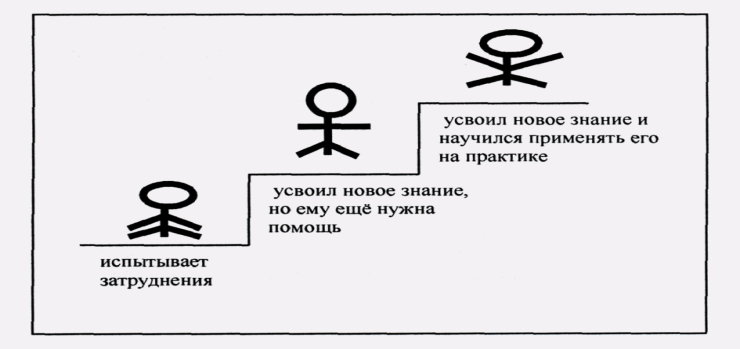 усвоил новое знание и
научился применять его
на практике
усвоил новое знание,
но ему ещё нужна
помощь
испытывает
затруднения